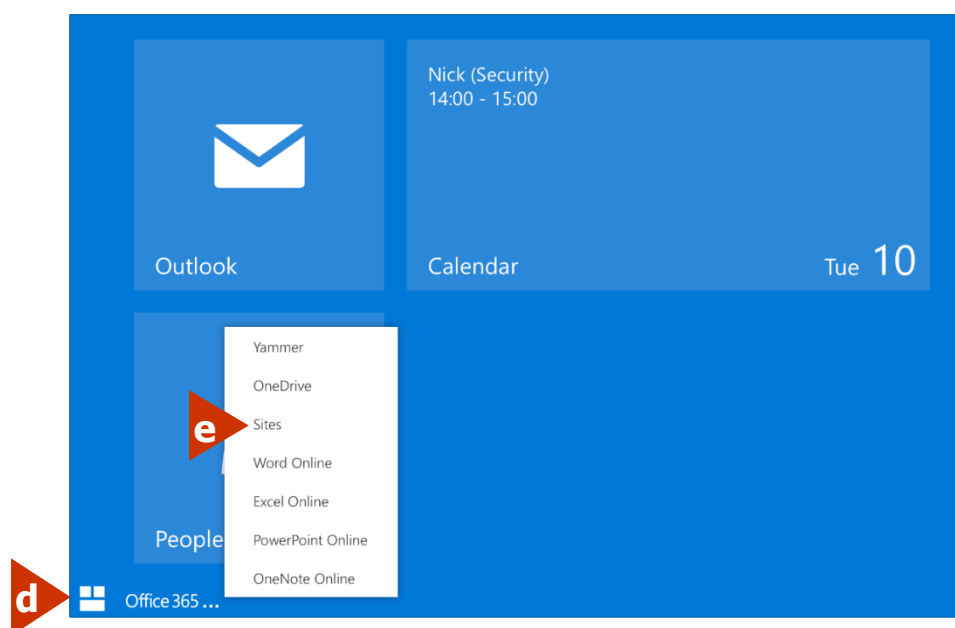 Nick (Security)
14:00 - 15:00
Outlook
Calendar
Tue 10
Yammer
OneDrive
e
Sites
Word Online
Excel Online
People
PowerPoint Online
OneNote Online
d
Office 365 ...